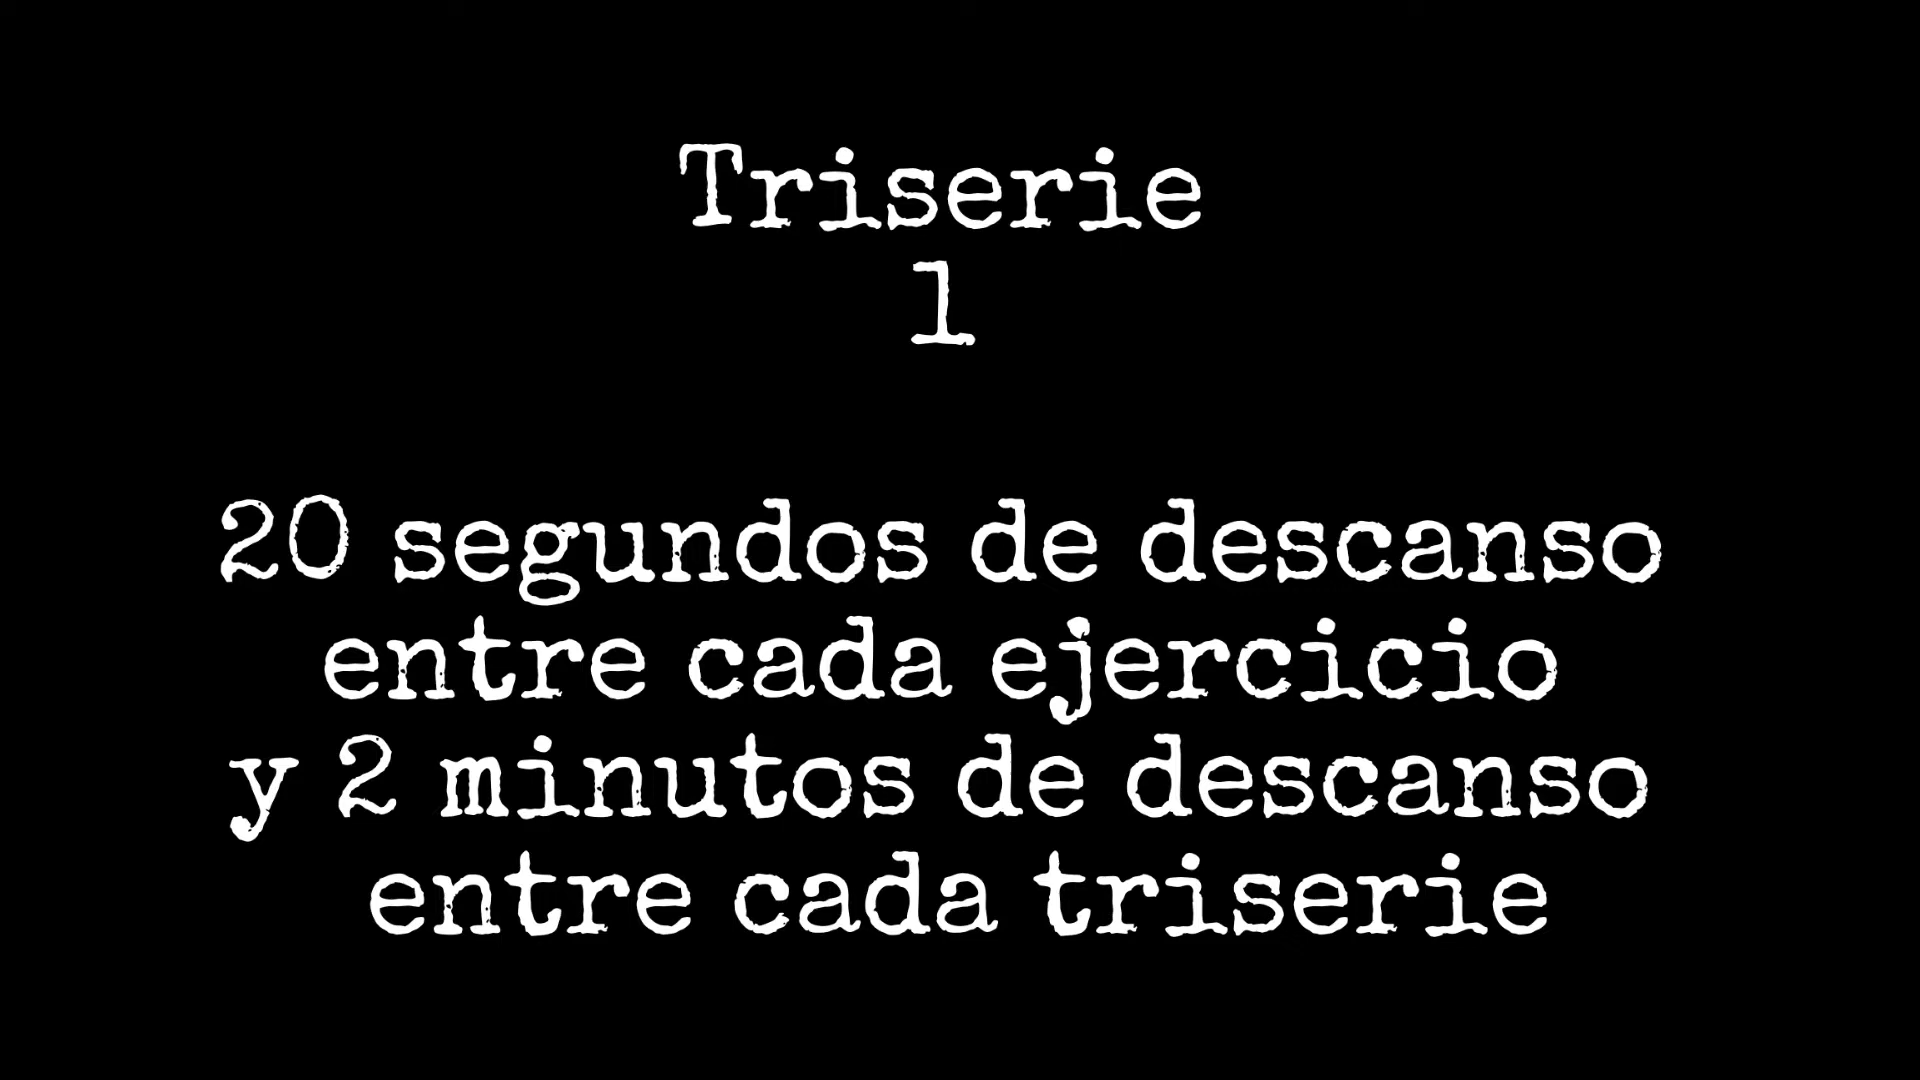 Triserie
1
20 segundos de descanso
entre cada ejercicio
y 2 minutos de descanso
entre cada triserie